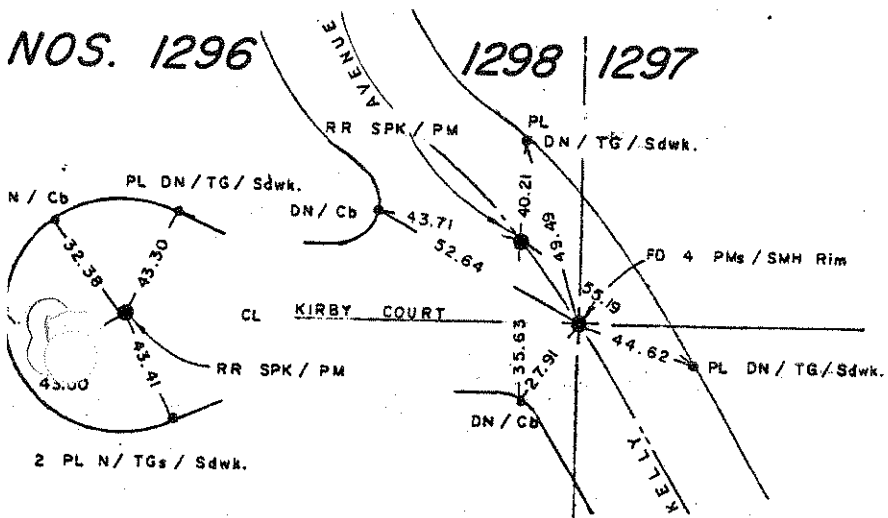 NOS. 1296
1298
1297
AVENUE
RR SPK / PM
PL
DN / TG / Sdwk.
N / Cb
PL DN / TG / Sdwk.
DN / Cb
43.71
52.64
40.21
49.49
FD 4 PMs / SMH Rim
32.38
43.30
55.19
CL KIRBY COURT
35.63
27.91
44.62
PL DN / TG / Sdwk.
RR SPK / PM
43.41
DN / Cb
KELLY
2 PL N / TGs / Sdwk.